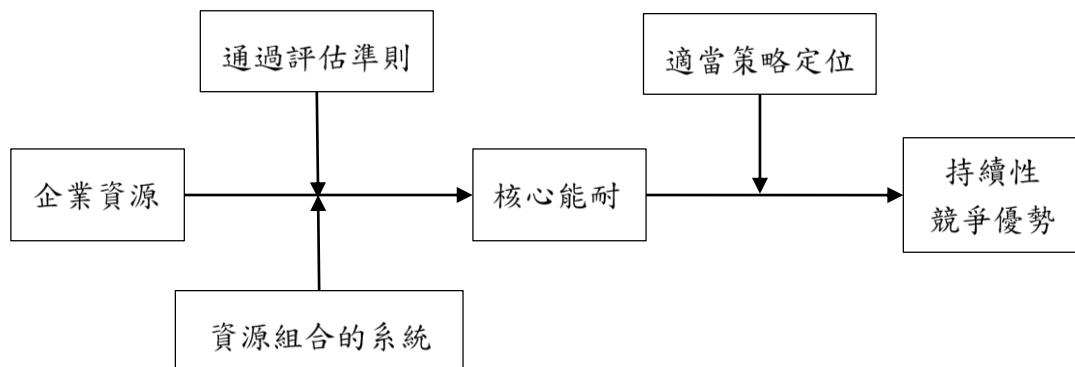 通過評估準則
適當策略定位
企業資源
核心能耐
持續性
競爭優勢
資源組合的系統